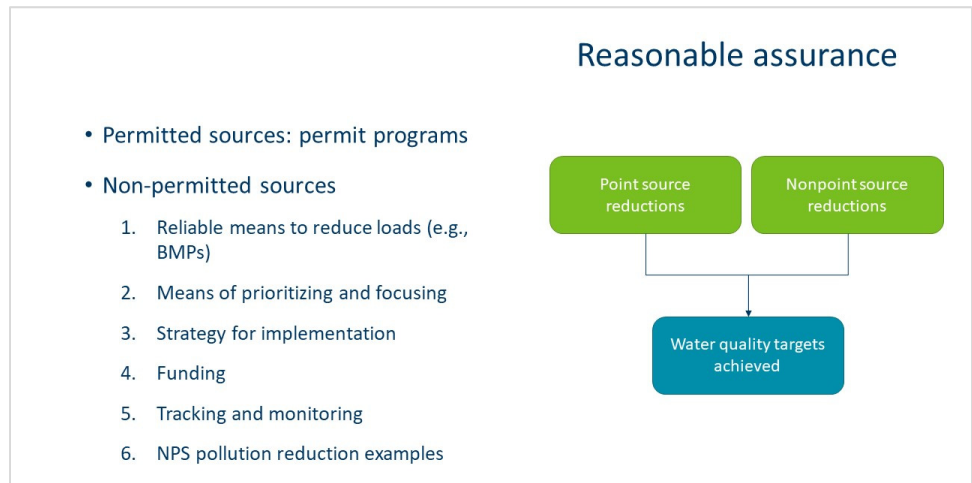 Reasonable assurance
• Permitted sources: permit programs
• Non-permitted sources
1. Reliable means to reduce loads (e.g.,
BMPs)
2. Means of prioritizing and focusing
3. Strategy for implementation
4. Funding
5. Tracking and monitoring
6. NPS pollution reduction examples
Point source
reductions
Nonpoint source
reductions
Water quality targets
achieved